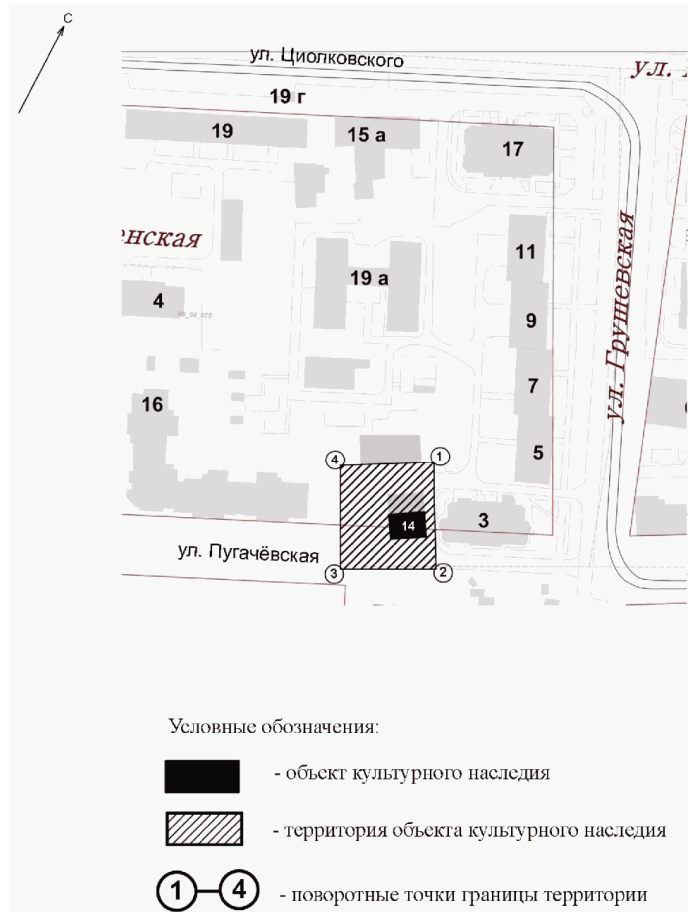 С
ул. Циолковского
ул.
19 г
19
15 а
17
енская
11
19 а
4
9
ул. Грушевская
7
16
5
4
1
14
3
ул. Пугачёвская
3
2
Условные обозначения:
- объект культурного наследия
- территория объекта культурного наследия
1 4 - поворотные точки границы территории